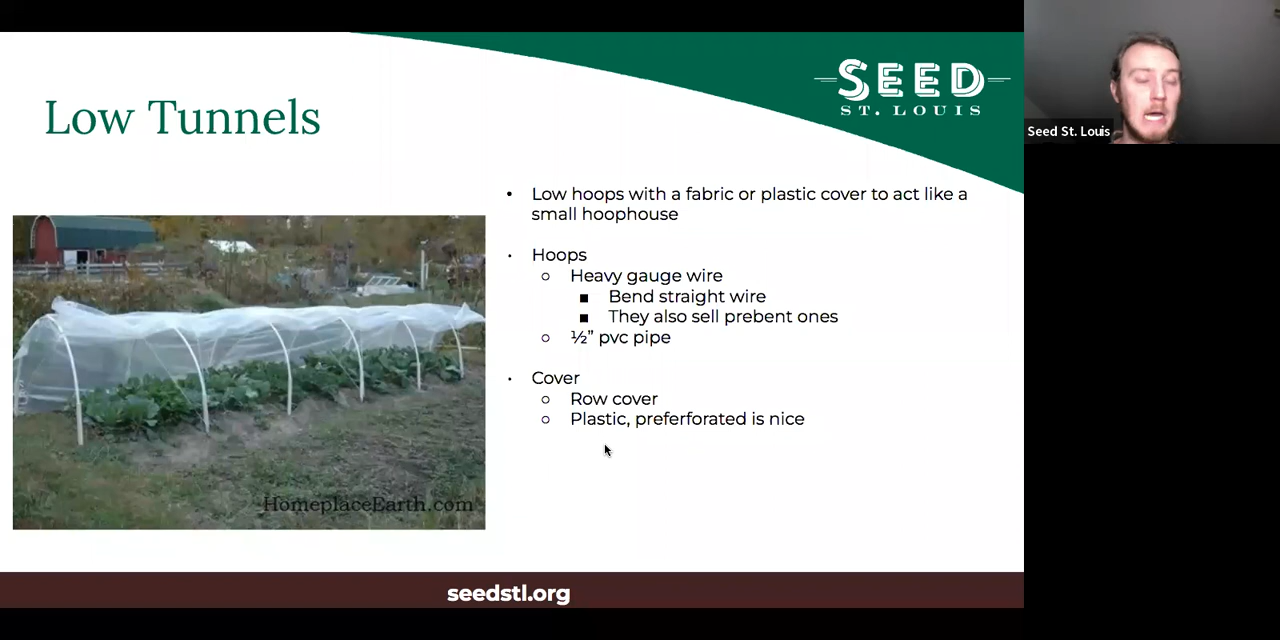 SEED
ST. LOUIS
Low Tunnels
Seed St. Louis
• Low hoops with a fabric or plastic cover to act like a
small hoophouse
• Hoops
○ Heavy gauge wire
■ Bend straight wire
■ They also sell prebent ones
○ ½” pvc pipe
• Cover
○ Row cover
○ Plastic, preferforated is nice
HomeplaceEarth.com
seedstl.org